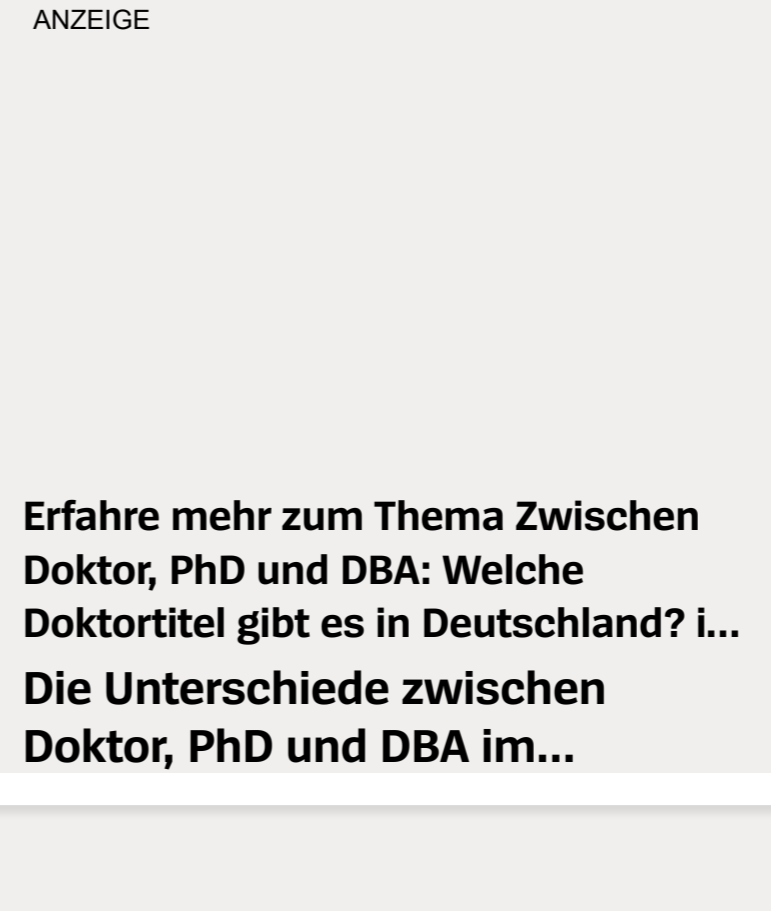 ANZEIGE
Erfahre mehr zum Thema Zwischen
Doktor, PhD und DBA: Welche
Doktortitel gibt es in Deutschland? i...
Die Unterschiede zwischen
Doktor, PhD und DBA im...